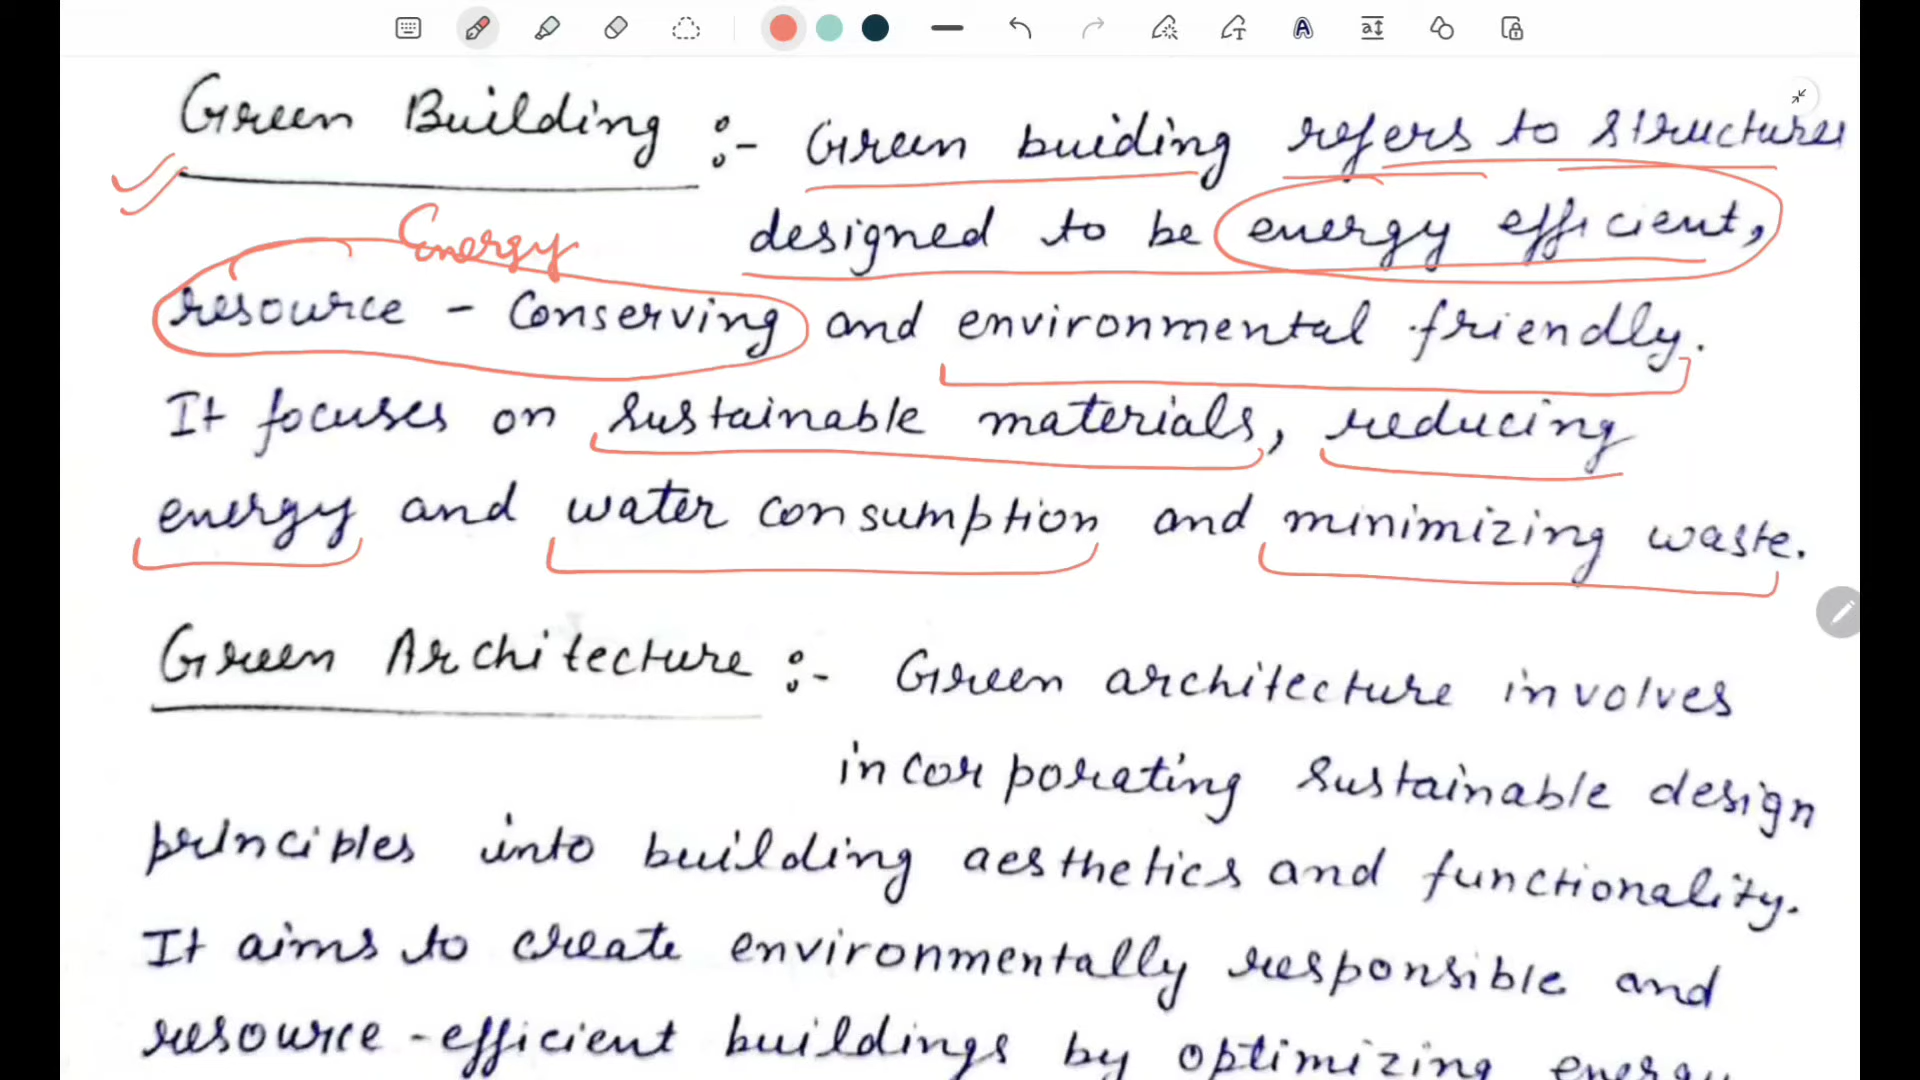 Green Building :- Green buiding refers to structures
Energy
designed to be energy efficient,
resource - Conserving and environmental friendly.
It focuses on sustainable materials, reducing
energy and water consumption and minimizing waste.
Green Architecture :- Green architecture involves
incorporating sustainable design
principles into building aesthetics and functionality.
It aims to create environmentally responsible and
resource-efficient buildings by optimizing energy